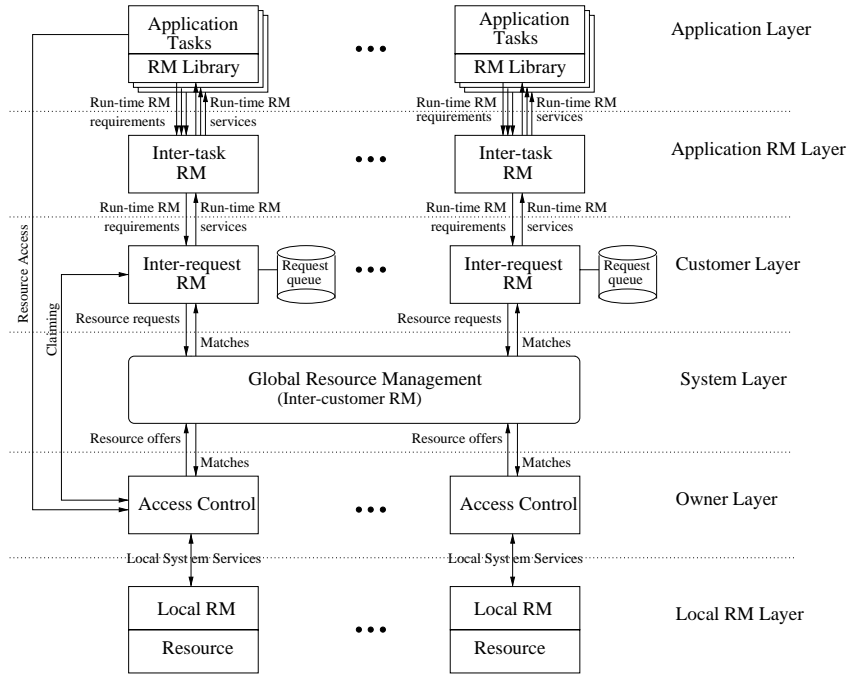 Application
Tasks
RM Library
Application
Tasks
RM Library
Application Layer
Run-time RM
requirements
Run-time RM
services
Run-time RM
requirements
Run-time RM
services
Inter-task
RM
Inter-task
RM
Application RM Layer
Run-time RM
requirements
Run-time RM
services
Run-time RM
requirements
Run-time RM
services
Resource Access
Claiming
Inter-request
RM
Request
queue
Inter-request
RM
Request
queue
Customer Layer
Resource requests
Matches
Resource requests
Matches
Global Resource Management
(Inter-customer RM)
System Layer
Resource offers
Matches
Resource offers
Matches
Access Control
Access Control
Owner Layer
Local System Services
Local System Services
Local RM
Resource
Local RM
Resource
Local RM Layer